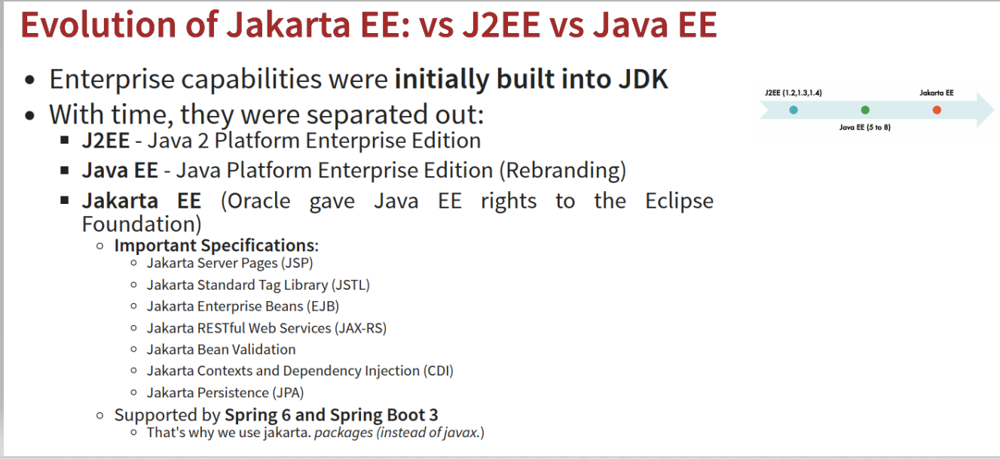 Evolution of Jakarta EE: vs J2EE vs Java EE
• Enterprise capabilities were initially built into JDK
• With time, they were separated out:
▪ J2EE - Java 2 Platform Enterprise Edition
▪ Java EE - Java Platform Enterprise Edition (Rebranding)
▪ Jakarta EE (Oracle gave Java EE rights to the Eclipse
Foundation)
○ Important Specifications:
○ Jakarta Server Pages (JSP)
○ Jakarta Standard Tag Library (JSTL)
○ Jakarta Enterprise Beans (EJB)
○ Jakarta RESTful Web Services (JAX-RS)
○ Jakarta Bean Validation
○ Jakarta Contexts and Dependency Injection (CDI)
○ Jakarta Persistence (JPA)
○ Supported by Spring 6 and Spring Boot 3
○ That's why we use jakarta. packages (instead of javax.)
J2EE (1.2,1.3,1.4)
Jakarta EE
Java EE (5 to 8)